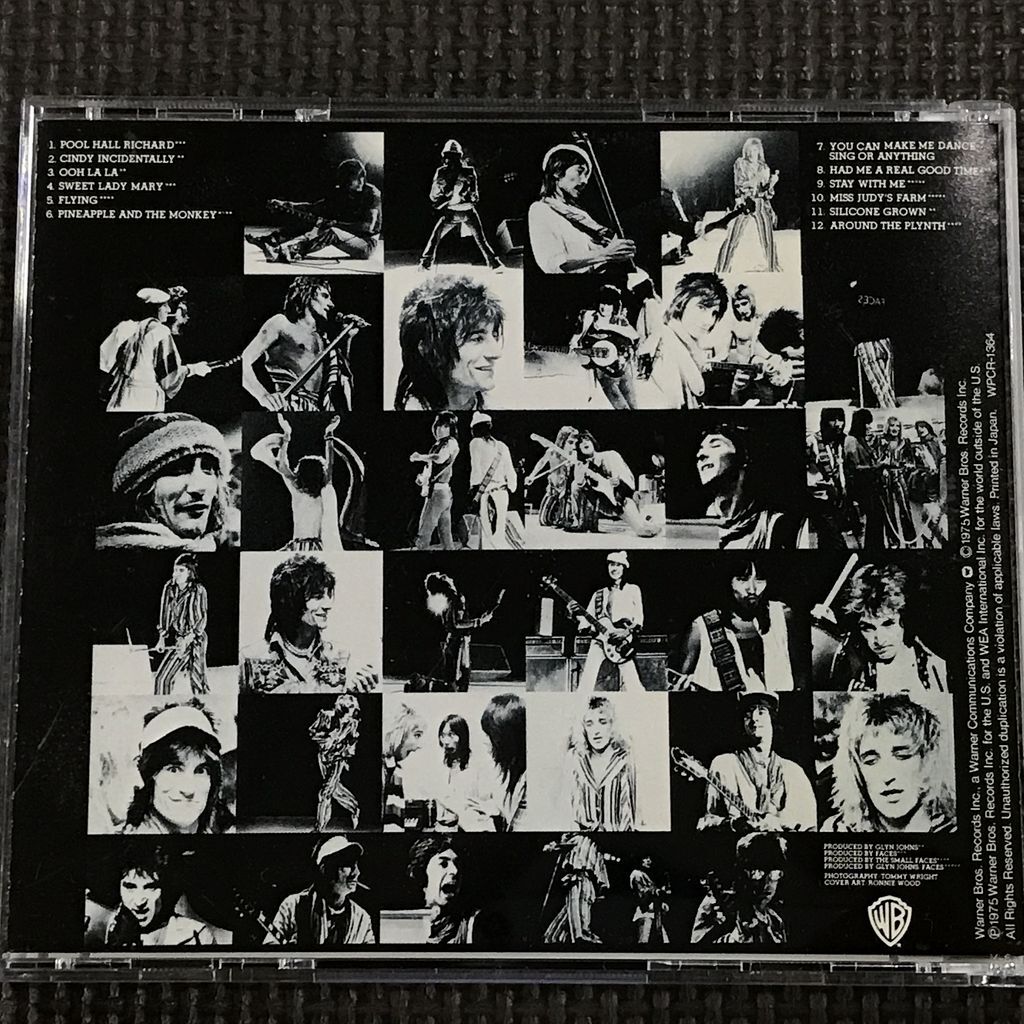 1. POOL HALL RICHARD***
2. CINDY INCIDENTALLY**
3. OOH LA LA**
4. SWEET LADY MARY***
5. FLYING****
6. PINEAPPLE AND THE MONKEY****
7. YOU CAN MAKE ME DANCE
SING OR ANYTHING
8. HAD ME A REAL GOOD TIME
9. STAY WITH ME
10. MISS JUDY'S FARM
11. SILICONE GROWN**
12. AROUND THE PLYNTH****
FACES
PRODUCED BY GLYN JOHNS**
PRODUCED BY FACES***
PRODUCED BY THE SMALL FACES****
PRODUCED BY GLYN JOHNS/FACES*****
PHOTOGRAPHY TOMMY WRIGHT
COVER ART RONNIE WOOD
WB
Warner Bros. Records Inc., a Warner Communications Company ©1975 Warner Bros. Records Inc.
℗1975 Warner Bros. Records Inc. for the U.S. and WEA International Inc. for the world outside of the U.S.
All Rights Reserved. Unauthorized duplication is a violation of applicable laws. Printed in Japan. WPCR-1364